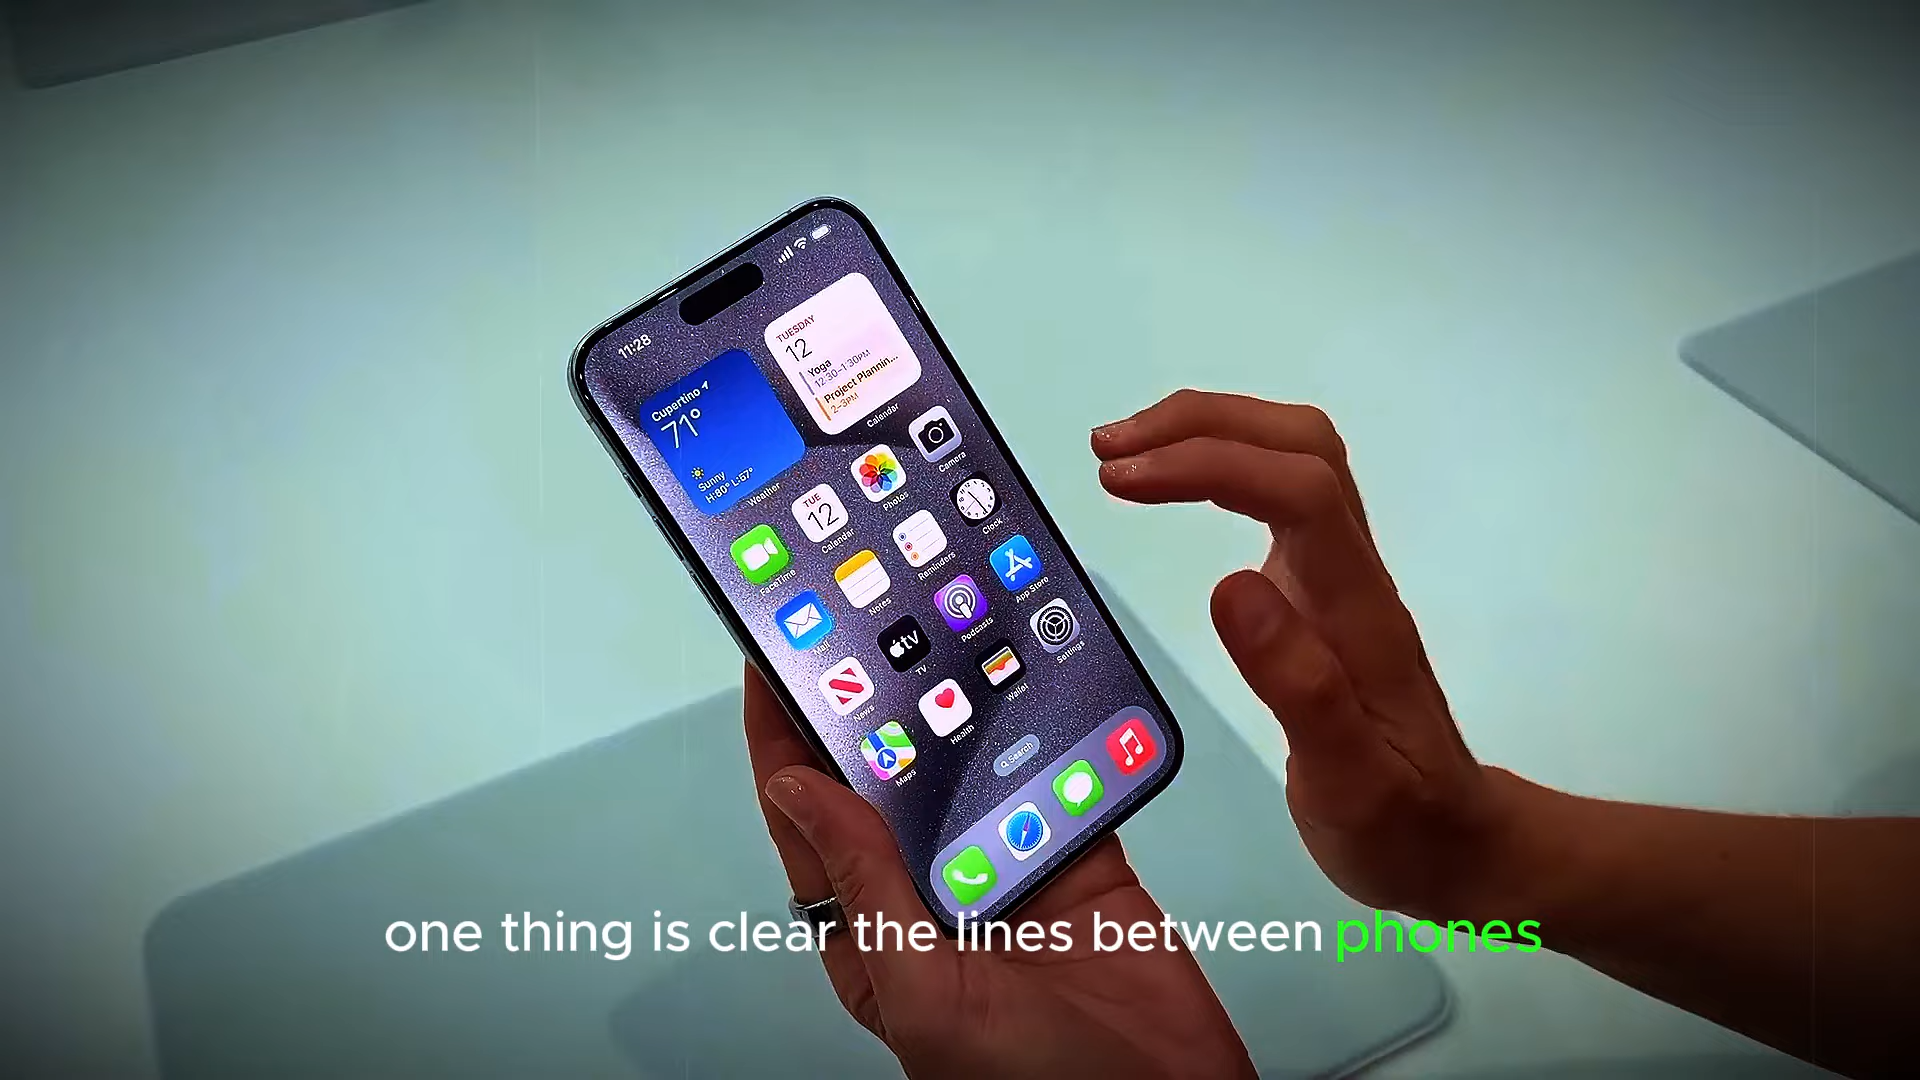 11:28
TUESDAY
12
Yoga
12:30–1:30PM
Project Plannin...
2–3PM
Calendar
Cupertino
71°
Sunny
H:80° L:57°
Weather
FaceTime
TUE
12
Calendar
Photos
Camera
Mail
Notes
Reminders
Clock
News
tv
TV
Podcasts
App Store
Maps
Health
Wallet
Settings
Search
one thing is clear the lines between phones